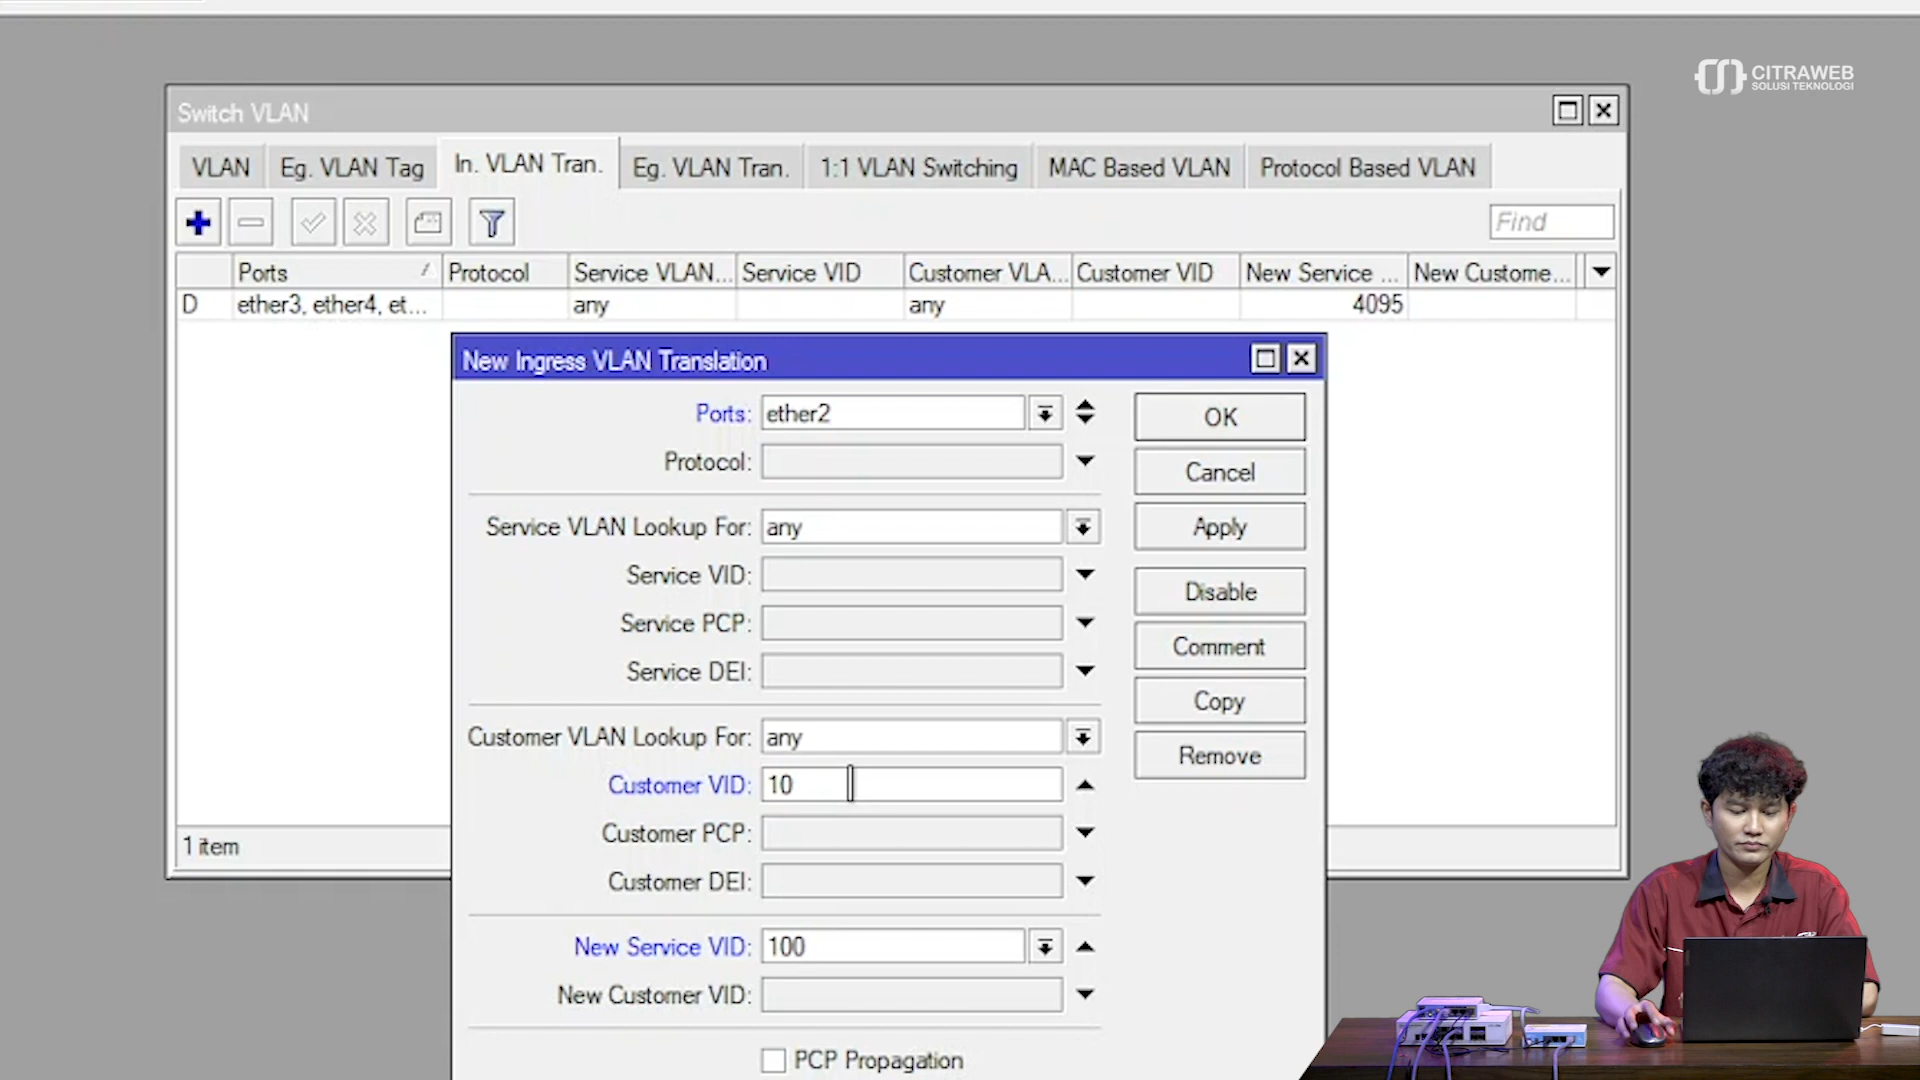 CITRAWEB
SOLUSI TEKNOLOGI
Switch VLAN
VLAN Eg. VLAN Tag In. VLAN Tran. Eg. VLAN Tran. 1:1 VLAN Switching MAC Based VLAN Protocol Based VLAN
Find
Ports Protocol Service VLAN... Service VID Customer VLA... Customer VID New Service ... New Custome...
D ether3, ether4, et... any any 4095
New Ingress VLAN Translation
Ports: ether2 OK
Protocol: Cancel
Service VLAN Lookup For: any Apply
Service VID: Disable
Service PCP: Comment
Service DEI: Copy
Customer VLAN Lookup For: any Remove
Customer VID: 10
Customer PCP:
1 item
Customer DEI:
New Service VID: 100
New Customer VID:
PCP Propagation